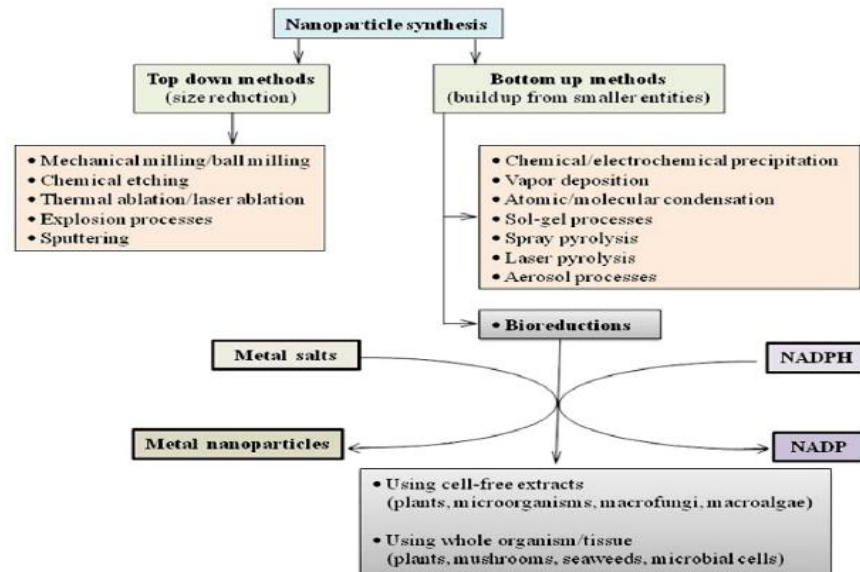 Nanoparticle synthesis
Top down methods
(size reduction)
Bottom up methods
(buildup from smaller entities)
• Mechanical milling/ball milling
• Chemical etching
• Thermal ablation/laser ablation
• Explosion processes
• Sputtering
• Chemical/electrochemical precipitation
• Vapor deposition
• Atomic/molecular condensation
• Sol-gel processes
• Spray pyrolysis
• Laser pyrolysis
• Aerosol processes
• Bioreductions
Metal salts
NADPH
Metal nanoparticles
NADP
• Using cell-free extracts
(plants, microorganisms, macrofungi, macroalgae)
• Using whole organism/tissue
(plants, mushrooms, seaweeds, microbial cells)